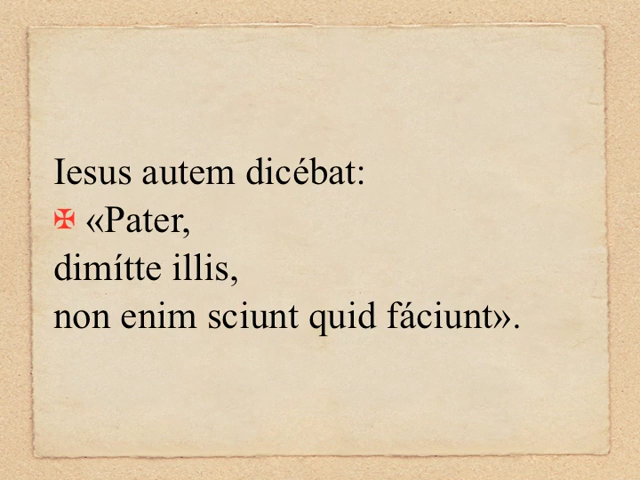 Iesus autem dicébat:
✠ «Pater,
dimítte illis,
non enim sciunt quid fáciunt».